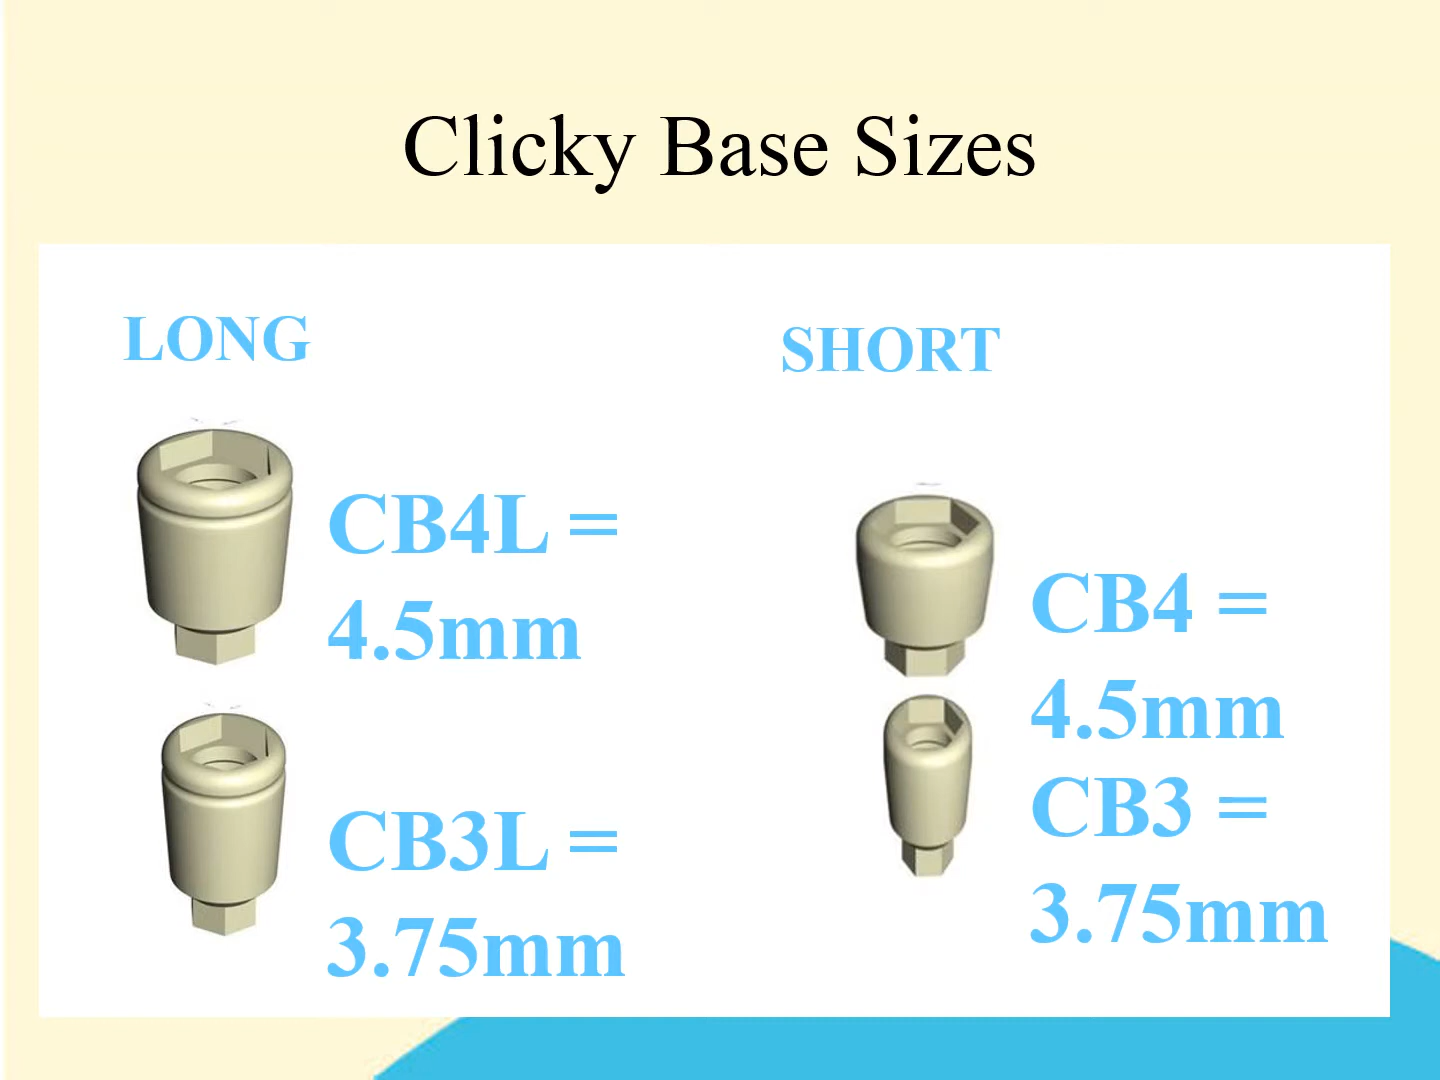 Clicky Base Sizes
LONG
CB4L =
4.5mm
CB3L =
3.75mm
SHORT
CB4 =
4.5mm
CB3 =
3.75mm